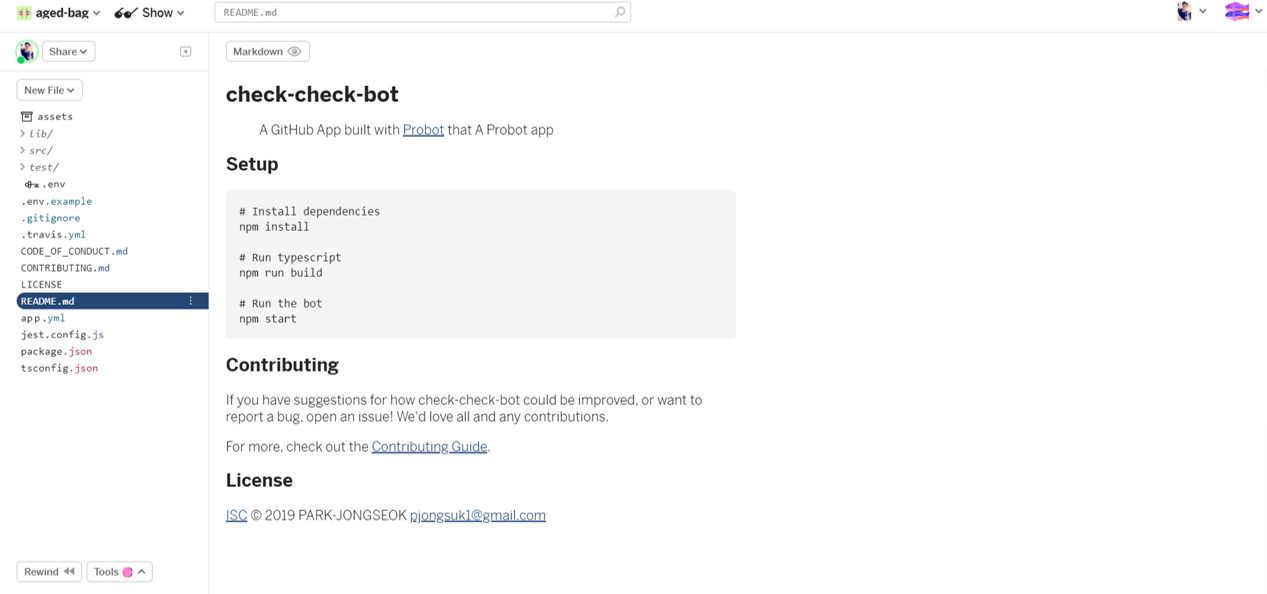 aged-bag
Show
README.md
Share
Markdown
New File
assets
lib/
src/
test/
.env
.env.example
.gitignore
.travis.yml
CODE_OF_CONDUCT.md
CONTRIBUTING.md
LICENSE
README.md
app.yml
jest.config.js
package.json
tsconfig.json
Rewind
Tools
check-check-bot
A GitHub App built with Probot that A Probot app
Setup
# Install dependencies
npm install
# Run typescript
npm run build
# Run the bot
npm start
Contributing
If you have suggestions for how check-check-bot could be improved, or want to
report a bug, open an issue! We'd love all and any contributions.
For more, check out the Contributing Guide.
License
ISC © 2019 PARK-JONGSEOK pjongsuk1@gmail.com